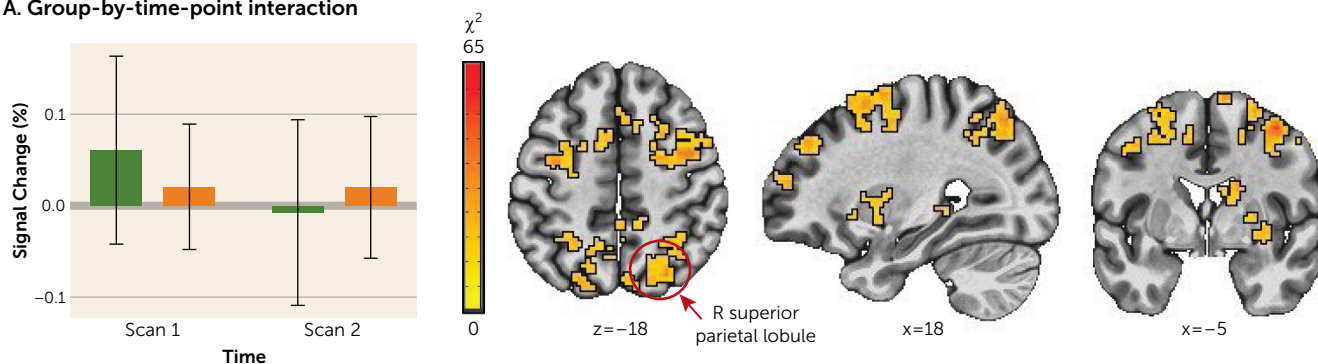 A. Group-by-time-point interaction
Signal Change (%)
0.1
0.0
−0.1
Scan 1
Scan 2
Time
χ²
65
0
z=−18
R superior
parietal lobule
x=18
x=−5